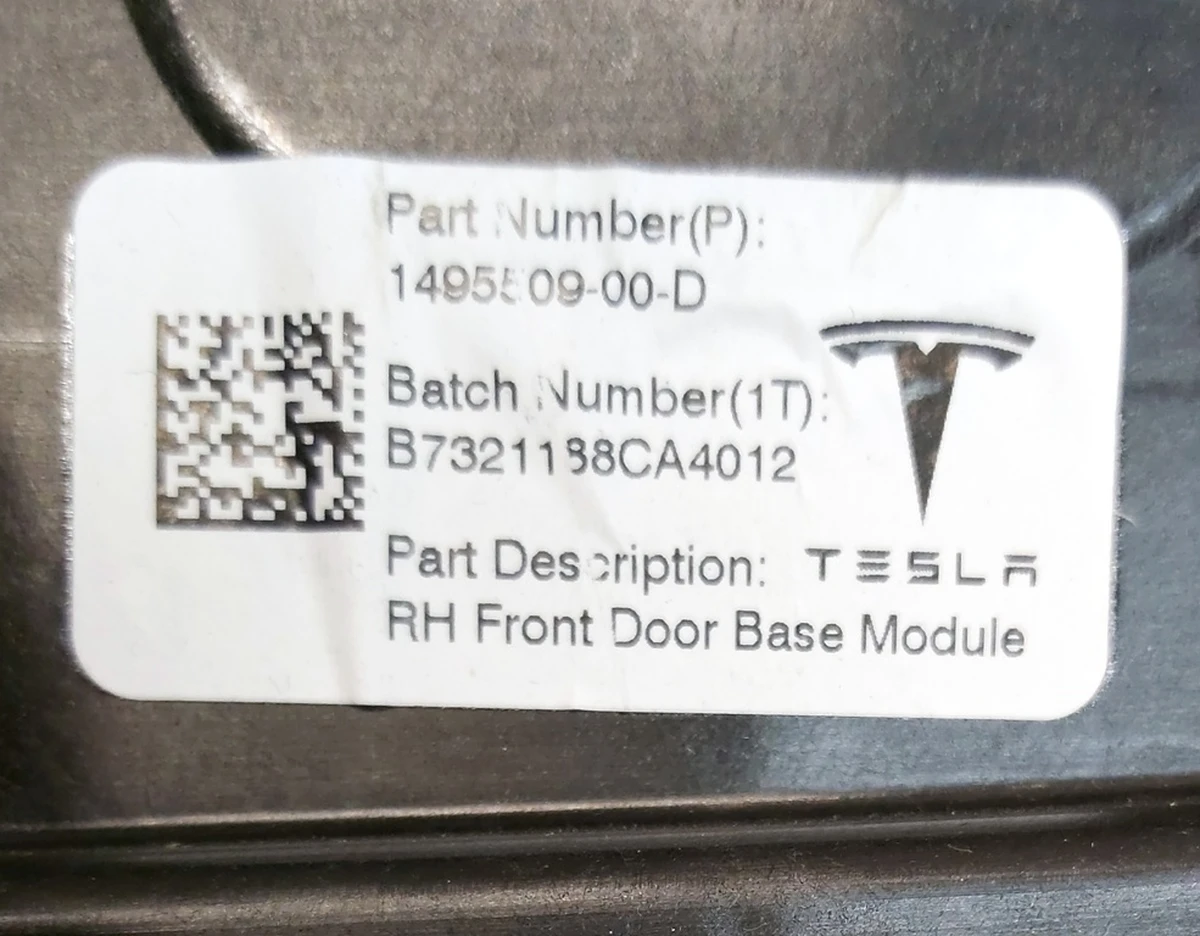 Part Number(P):
1495509-00-D
Batch Number(1T):
B7321188CA4012
Part Description:
RH Front Door Base Module
TESLA